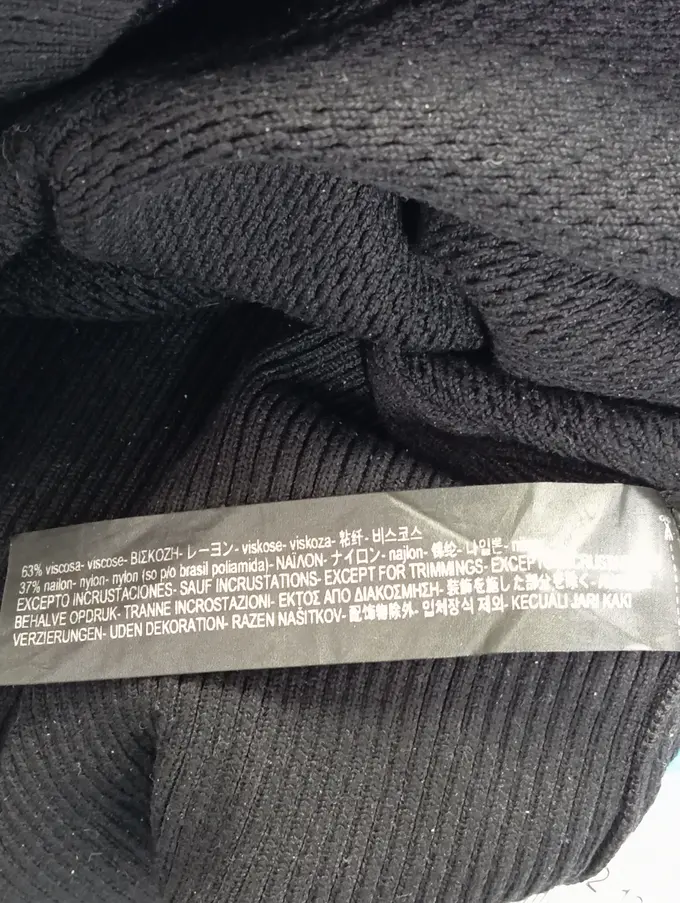 63% viscosa- viscose- ΒΙΣΚΟΖΗ- レーヨン- viskose- viskoza- 粘纤- 비스코스
37% nailon- nylon- nylon (so p/o brasil poliamida)- ΝΑΪΛΟΝ- ナイロン- najlon- 锦纶- 나일론-
EXCEPTO INCRUSTACIONES- SAUF INCRUSTATIONS- EXCEPT FOR TRIMMINGS-
BEHALVE OPDRUK- TRANNE INCROSTAZIONI- ΕΚΤΟΣ ΑΠΟ ΔΙΑΚΟΣΜΗΣΗ- 装飾を施した部分を除く-
VERZIERUNGEN- UDEN DEKORATION- RAZEN NAŠITKOV- 配饰物除外- 입체장식 제외- KECUALI JARI KAKI